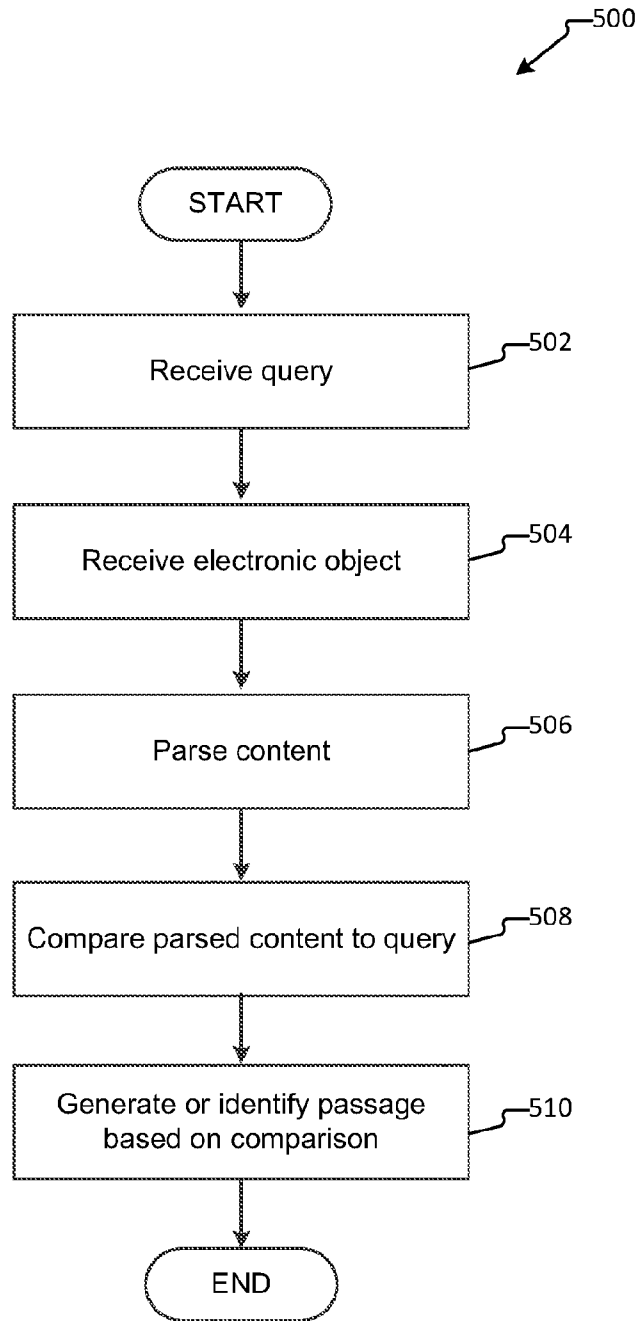 500
START
Receive query
502
Receive electronic object
504
Parse content
506
Compare parsed content to query
508
Generate or identify passage
based on comparison
510
END